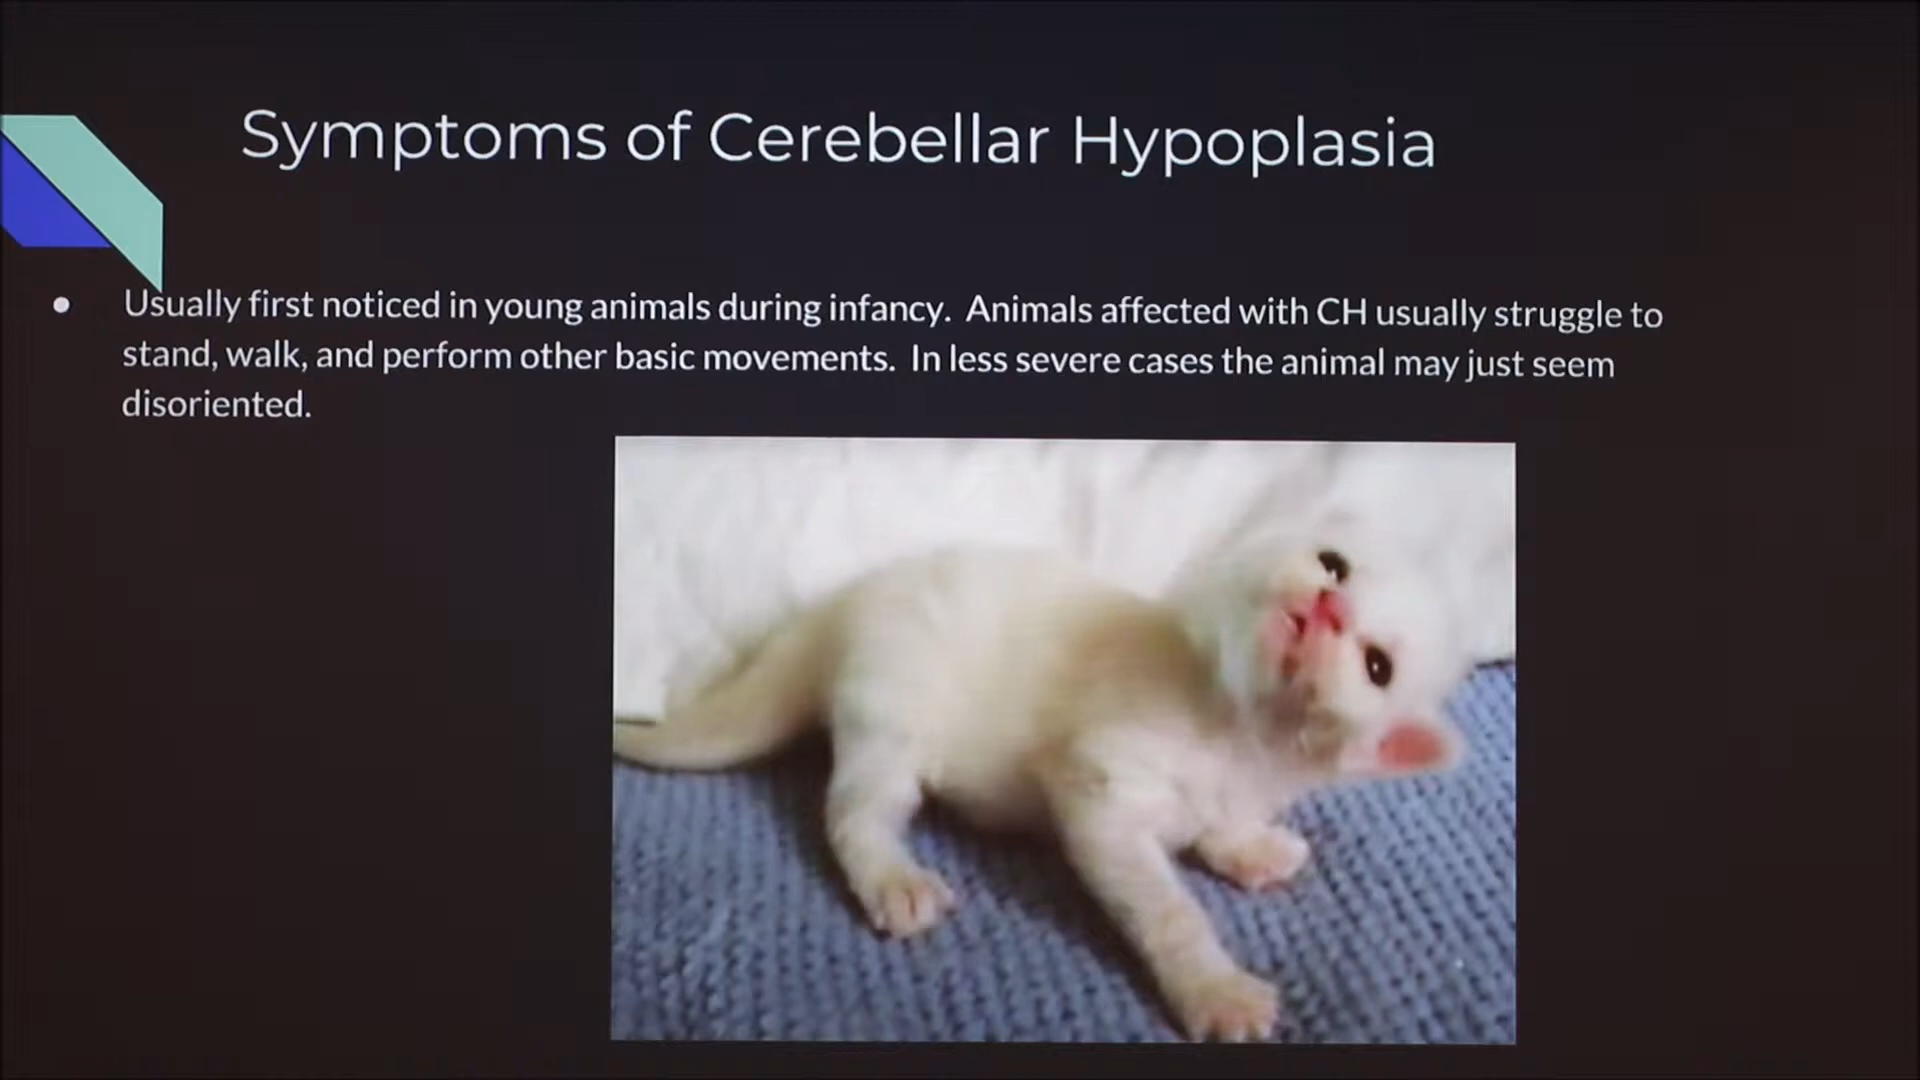 Symptoms of Cerebellar Hypoplasia
● Usually first noticed in young animals during infancy. Animals affected with CH usually struggle to
stand, walk, and perform other basic movements. In less severe cases the animal may just seem
disoriented.